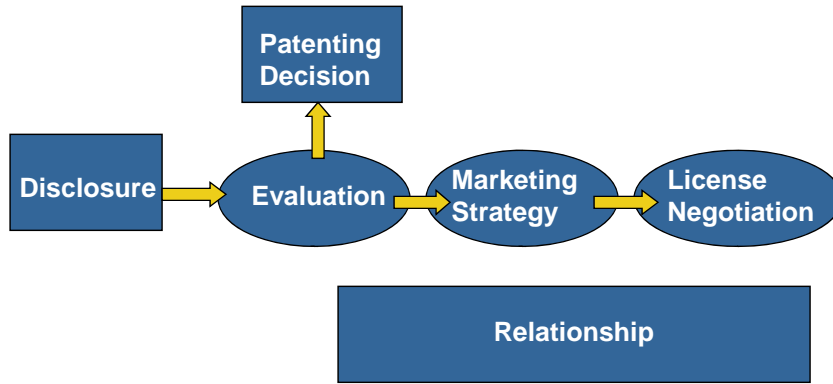 Patenting
Decision
Disclosure
Evaluation
Marketing
Strategy
License
Negotiation
Relationship